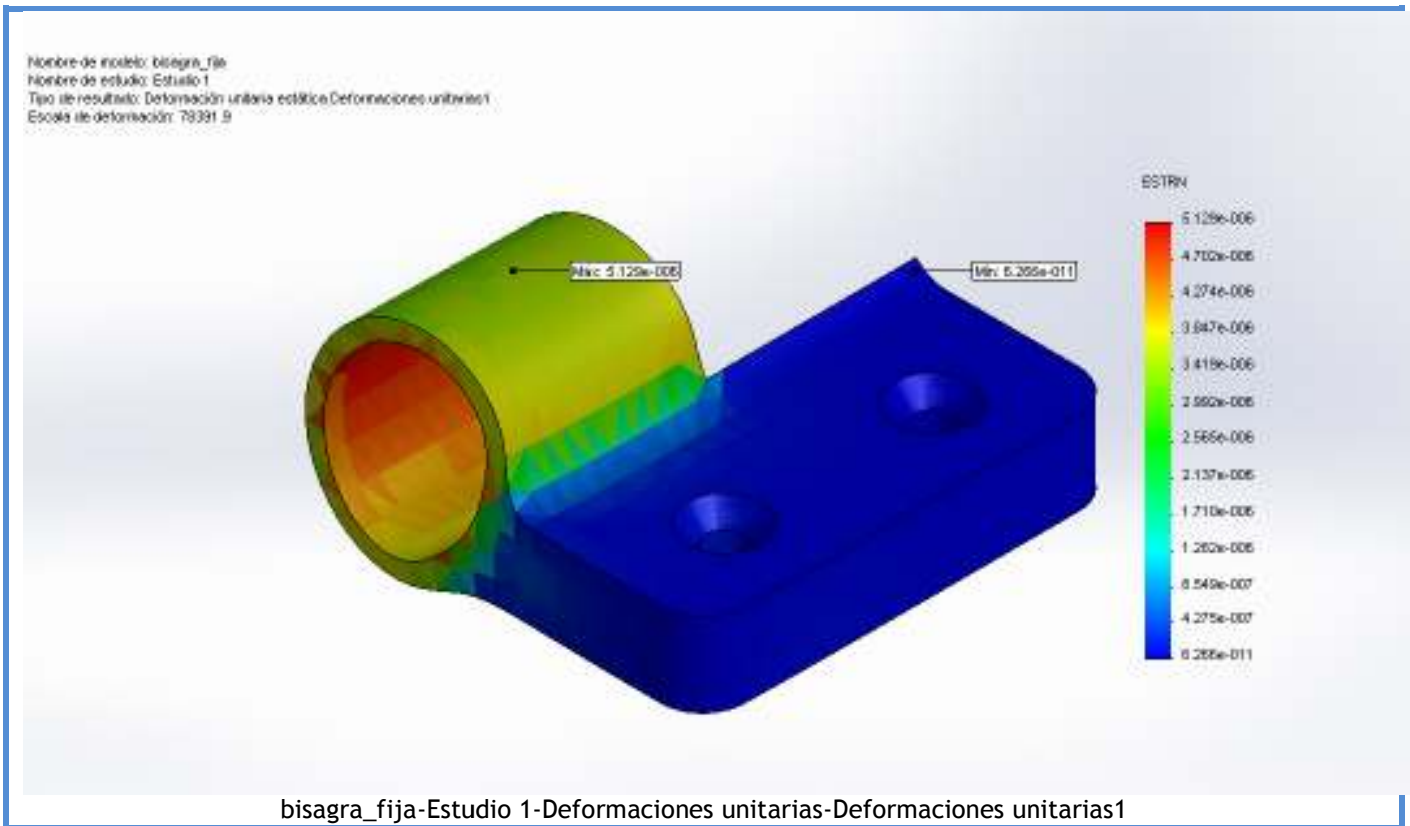 Nombre de modelo: bisagra_fija
Nombre de estudio: Estudio 1
Tipo de resultado: Deformación unitaria estática Deformaciones unitarias1
Escala de deformación: 78391.9
ESTRN
5.129e-006
4.702e-006
4.274e-006
3.847e-006
3.419e-006
2.992e-006
2.565e-006
2.137e-006
1.710e-006
1.282e-006
8.549e-007
4.275e-007
6.266e-011
Máx: 5.129e-006
Mín: 6.266e-011
bisagra_fija-Estudio 1-Deformaciones unitarias-Deformaciones unitarias1